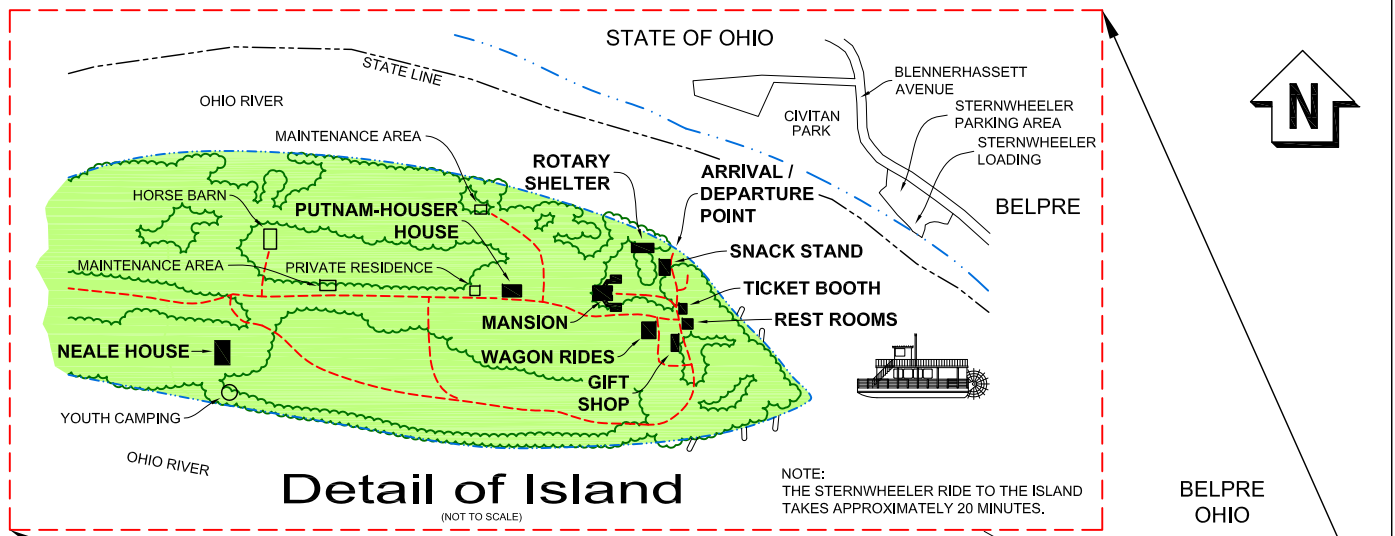 STATE OF OHIO
STATE LINE
OHIO RIVER
BLENNERHASSETT
AVENUE
STERNWHEELER
PARKING AREA
STERNWHEELER
LOADING
CIVITAN
PARK
N
MAINTENANCE AREA
ROTARY
SHELTER
ARRIVAL /
DEPARTURE
POINT
HORSE BARN
PUTNAM-HOUSER
HOUSE
BELPRE
SNACK STAND
MAINTENANCE AREA
PRIVATE RESIDENCE
TICKET BOOTH
MANSION
REST ROOMS
NEALE HOUSE
WAGON RIDES
GIFT
SHOP
YOUTH CAMPING
OHIO RIVER
Detail of Island
(NOT TO SCALE)
NOTE:
THE STERNWHEELER RIDE TO THE ISLAND
TAKES APPROXIMATELY 20 MINUTES.
BELPRE
OHIO